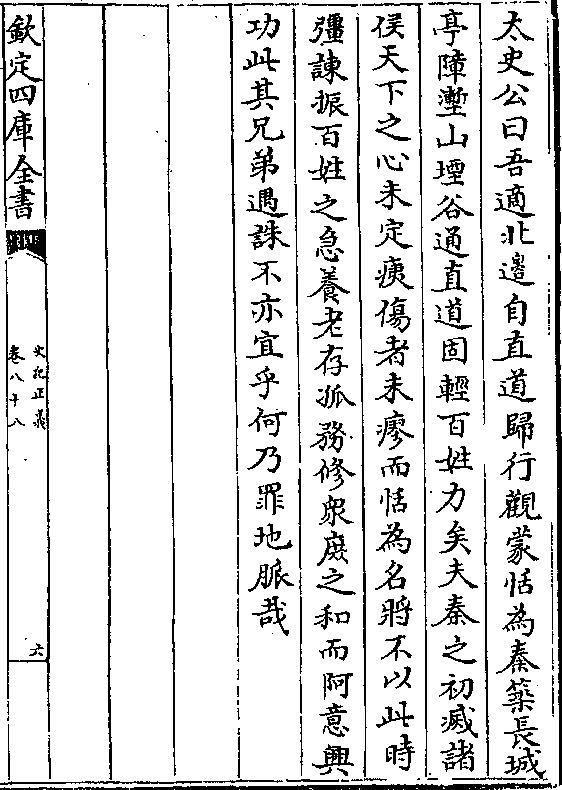 太史公曰吾適北邊自直道歸行觀蒙恬為秦築長城
亭障壍山堙谷通直道固輕百姓力矣夫秦之初滅諸
侯天下之心未定痍傷者未瘳而恬為名將不以此時
彊諌振百姓之急養老存孤務修衆庶之和而阿意興
功此其兄弟遇誅不亦宜乎何乃罪地脈哉
欽定四庫全書
史記正義
卷八十八
六